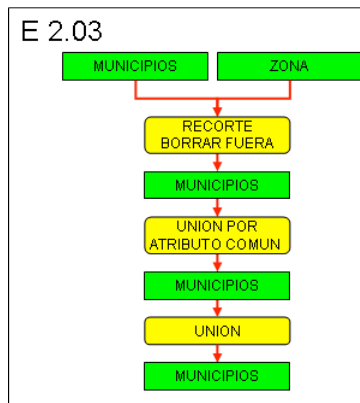 E 2.03
MUNICIPIOS
ZONA
RECORTE
BORRAR FUERA
MUNICIPIOS
UNION POR
ATRIBUTO COMUN
MUNICIPIOS
UNION
MUNICIPIOS